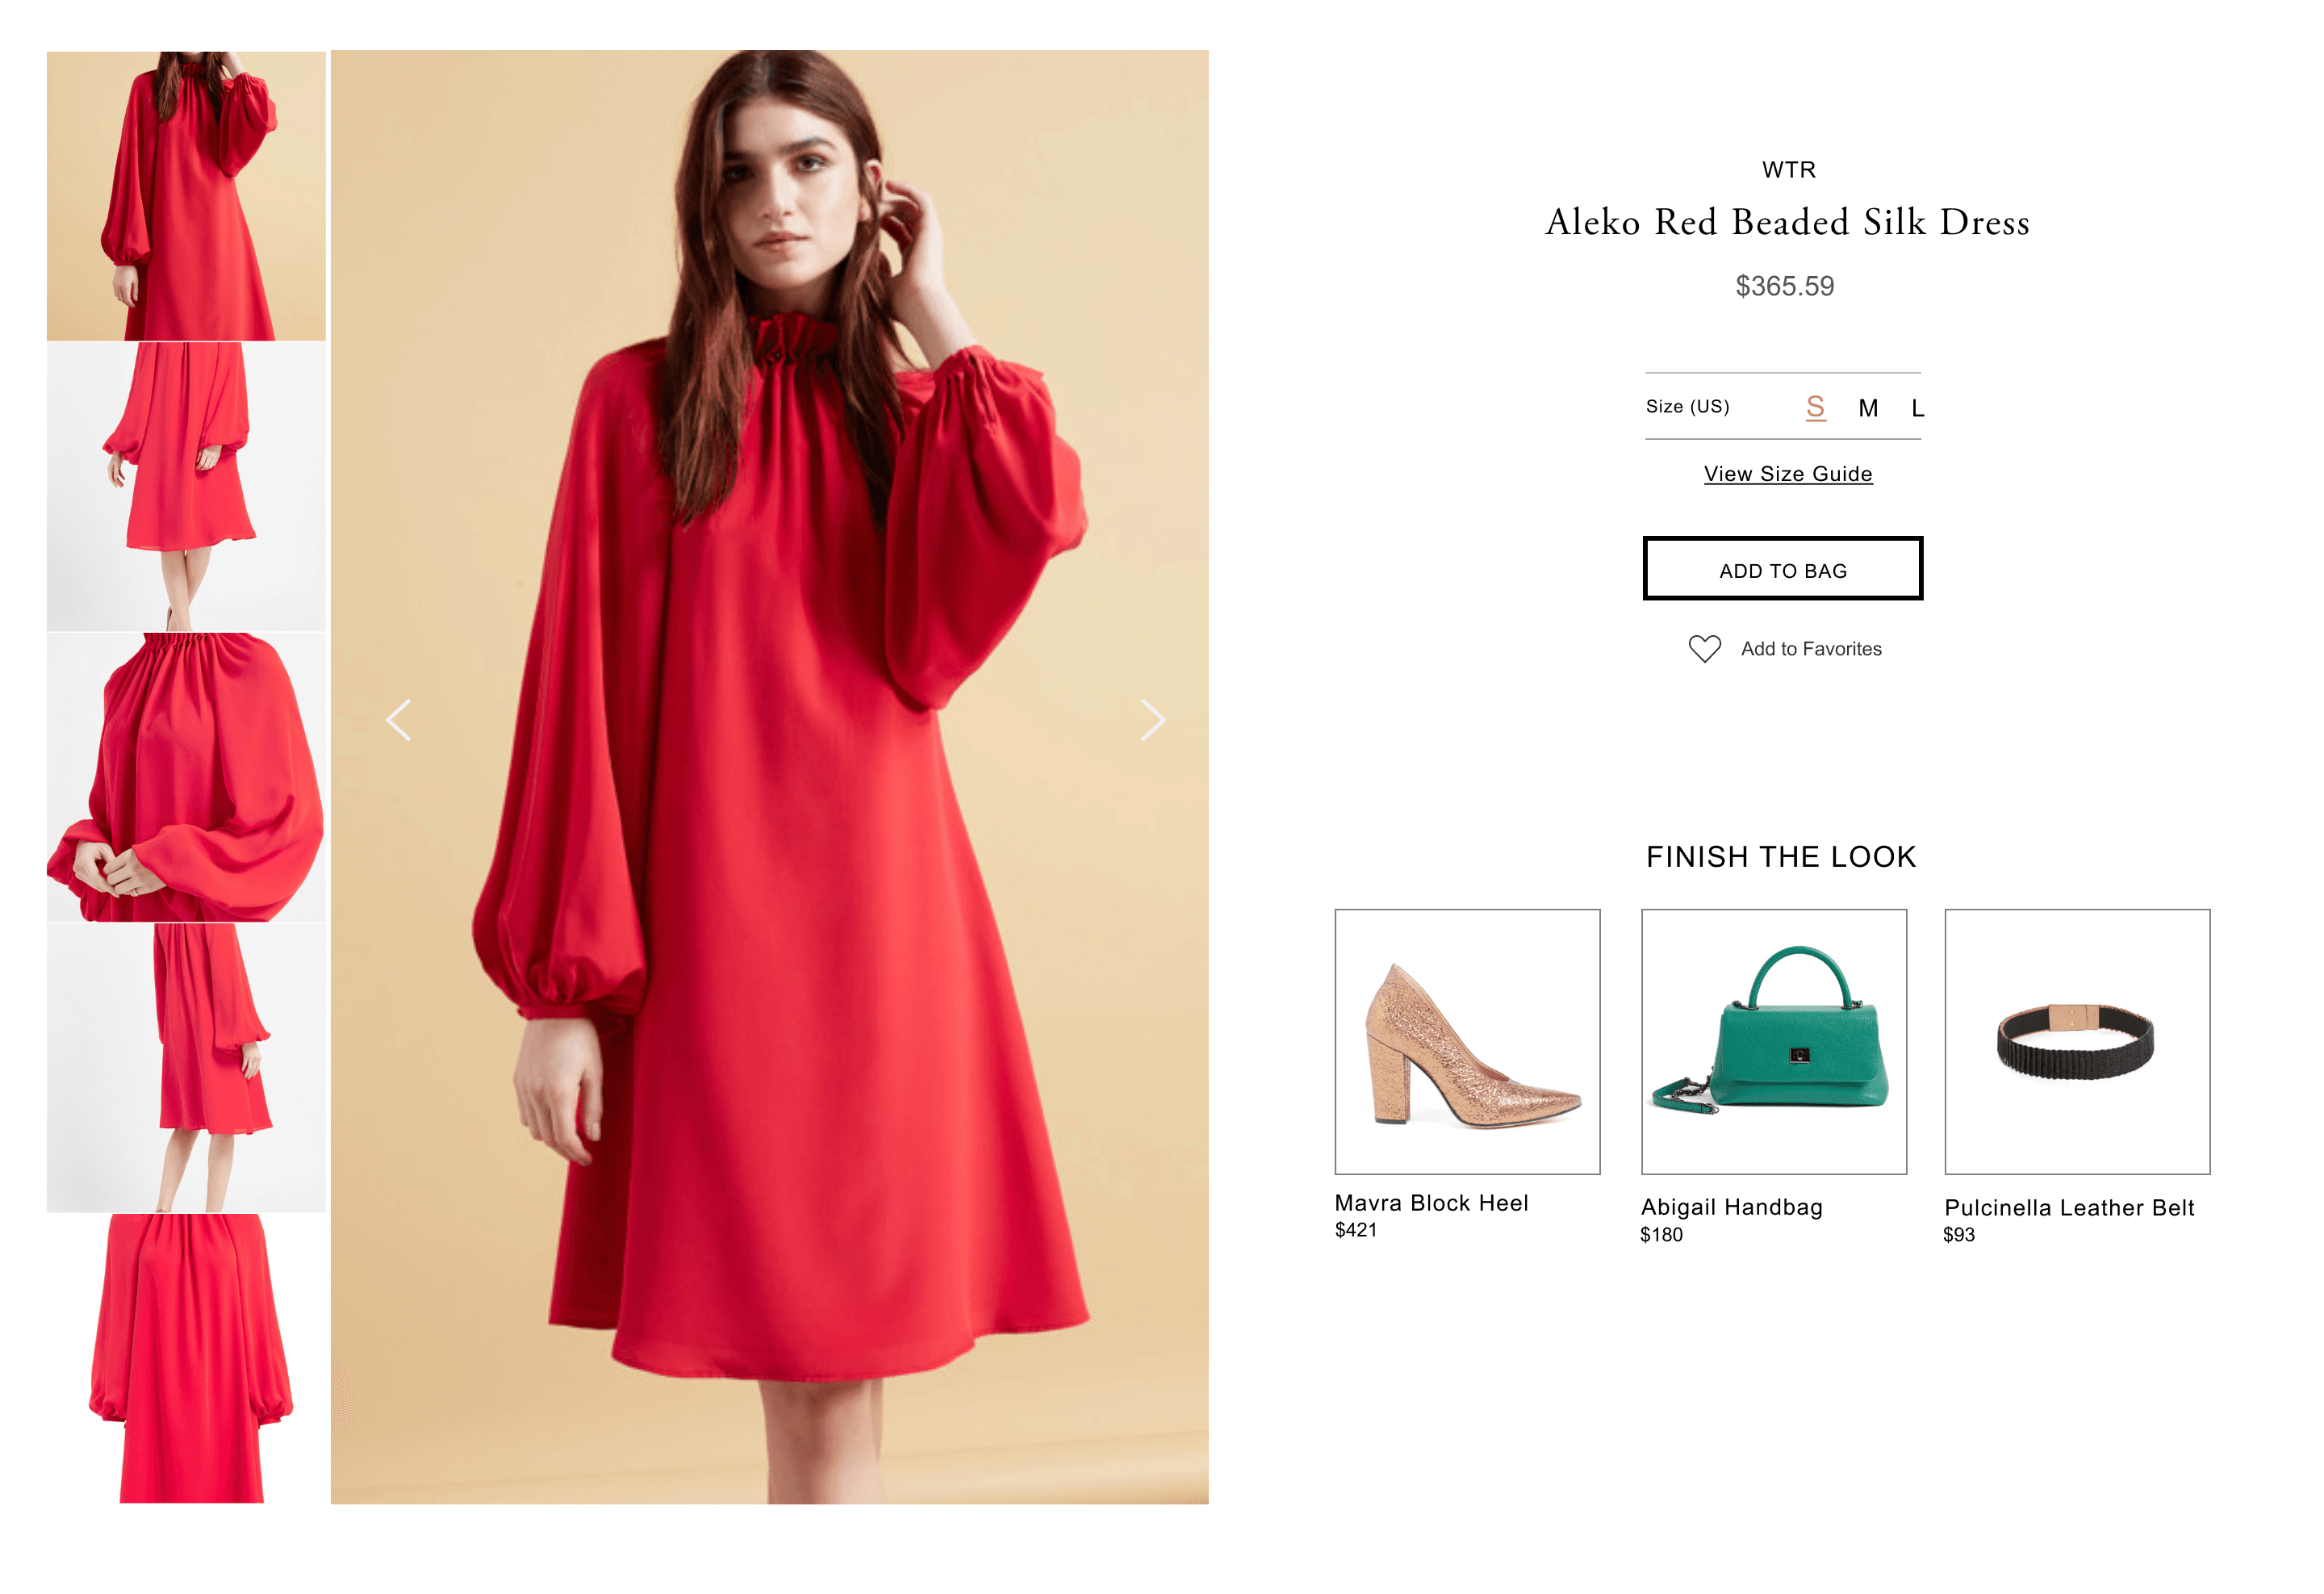 WTR
Aleko Red Beaded Silk Dress
$365.59
Size (US) S M L
View Size Guide
ADD TO BAG
Add to Favorites
FINISH THE LOOK
Mavra Block Heel
$421
Abigail Handbag
$180
Pulcinella Leather Belt
$93